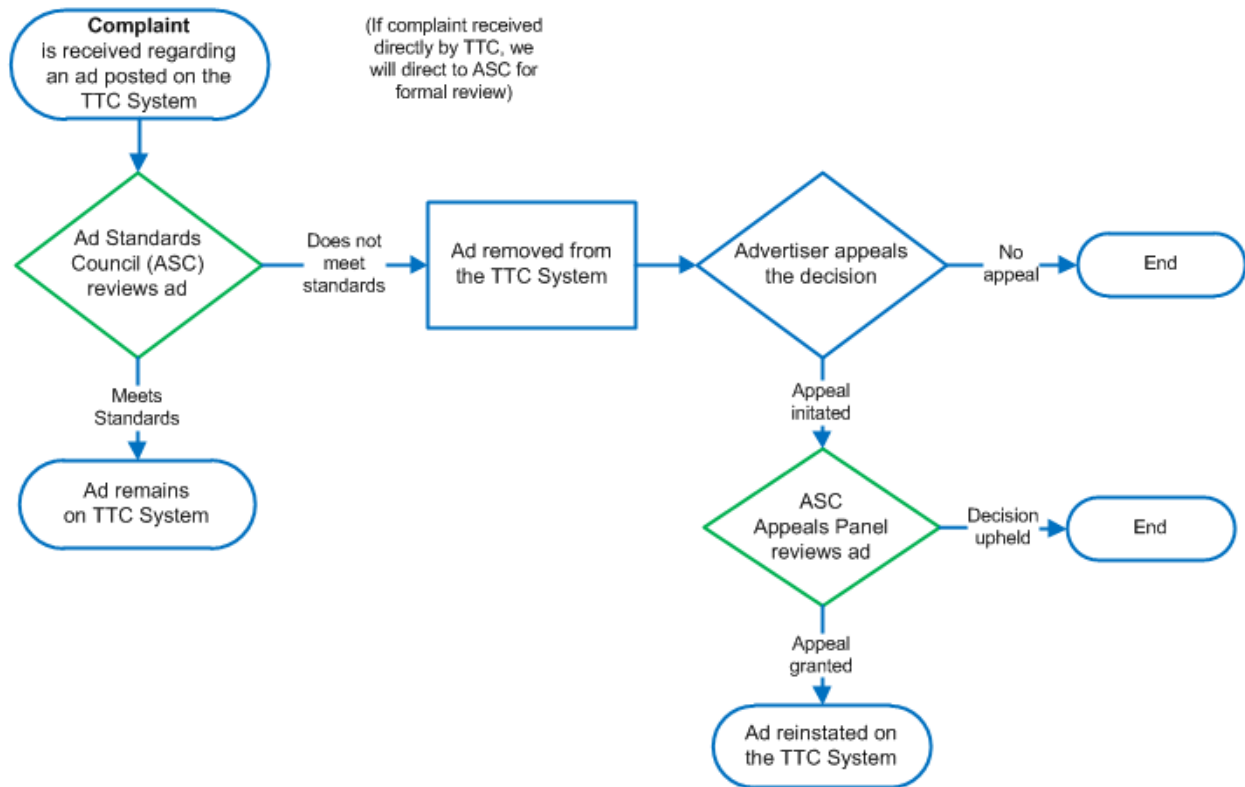 Complaint
is received regarding
an ad posted on the
TTC System
(If complaint received
directly by TTC, we
will direct to ASC for
formal review)
Ad Standards
Council (ASC)
reviews ad
Does not
meet
standards
Ad removed from
the TTC System
Advertiser appeals
the decision
No
appeal
End
Meets
Standards
Ad remains
on TTC System
Appeal
initated
ASC
Appeals Panel
reviews ad
Decision
upheld
End
Appeal
granted
Ad reinstated on
the TTC System